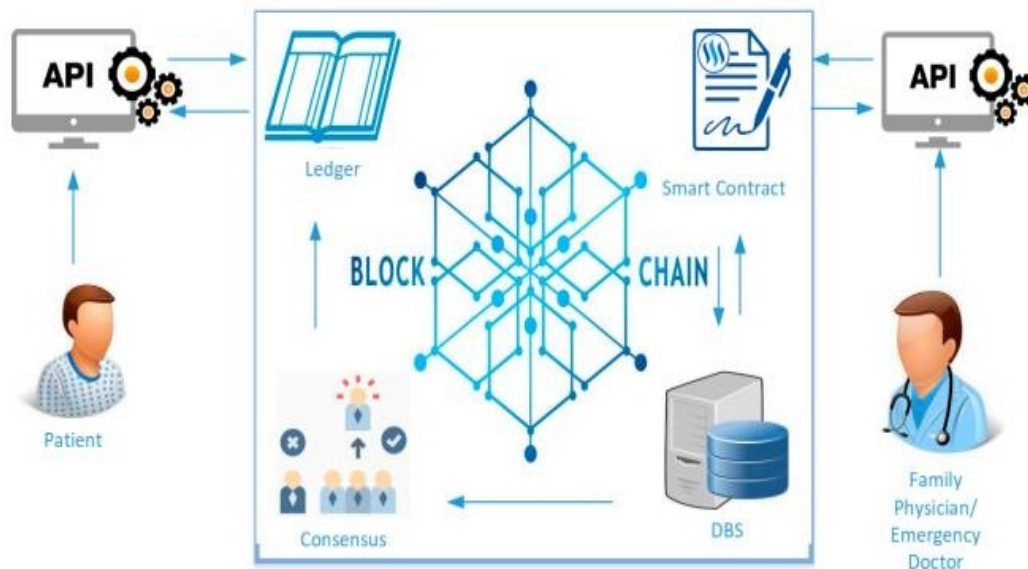 API
API
Ledger
Smart Contract
BLOCK
CHAIN
Patient
Consensus
DBS
Family
Physician/
Emergency
Doctor